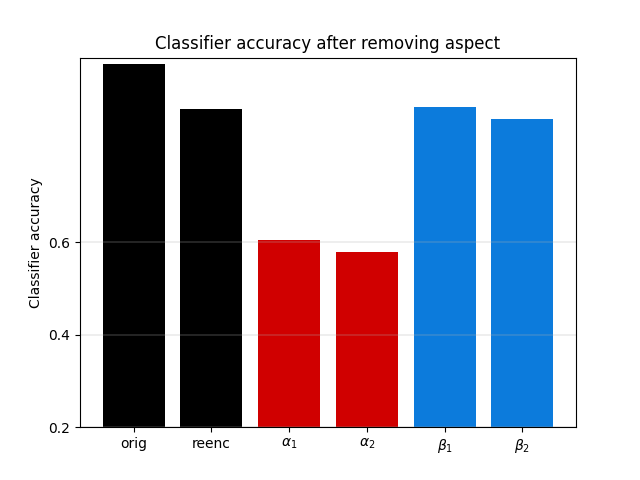 Classifier accuracy after removing aspect
Classifier accuracy
0.6
0.4
0.2
orig reenc α₁ α₂ β₁ β₂